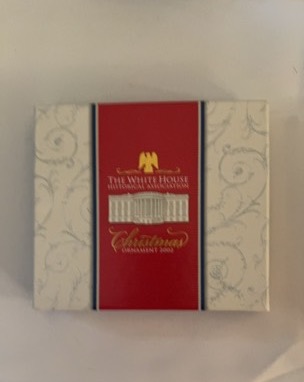 THE WHITE HOUSE
HISTORICAL ASSOCIATION
Christmas
ORNAMENT